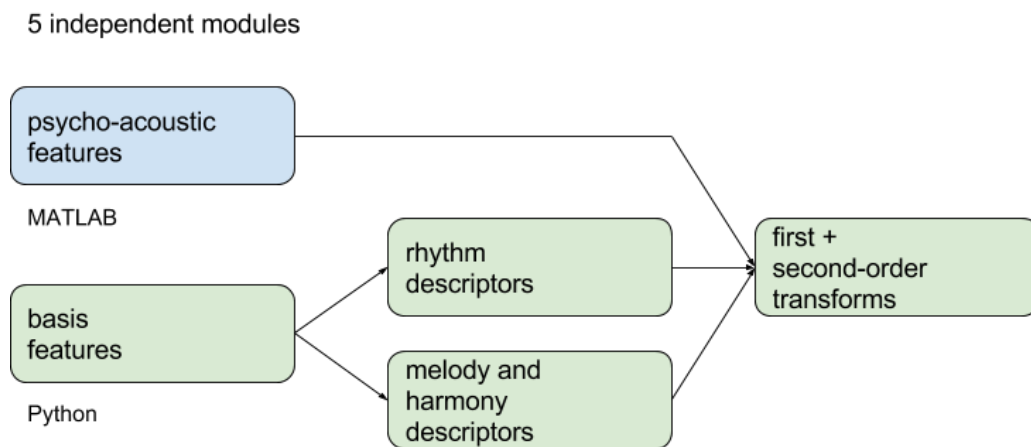 5 independent modules
psycho-acoustic
features
MATLAB
rhythm
descriptors
first +
second-order
transforms
basis
features
melody and
harmony
descriptors
Python